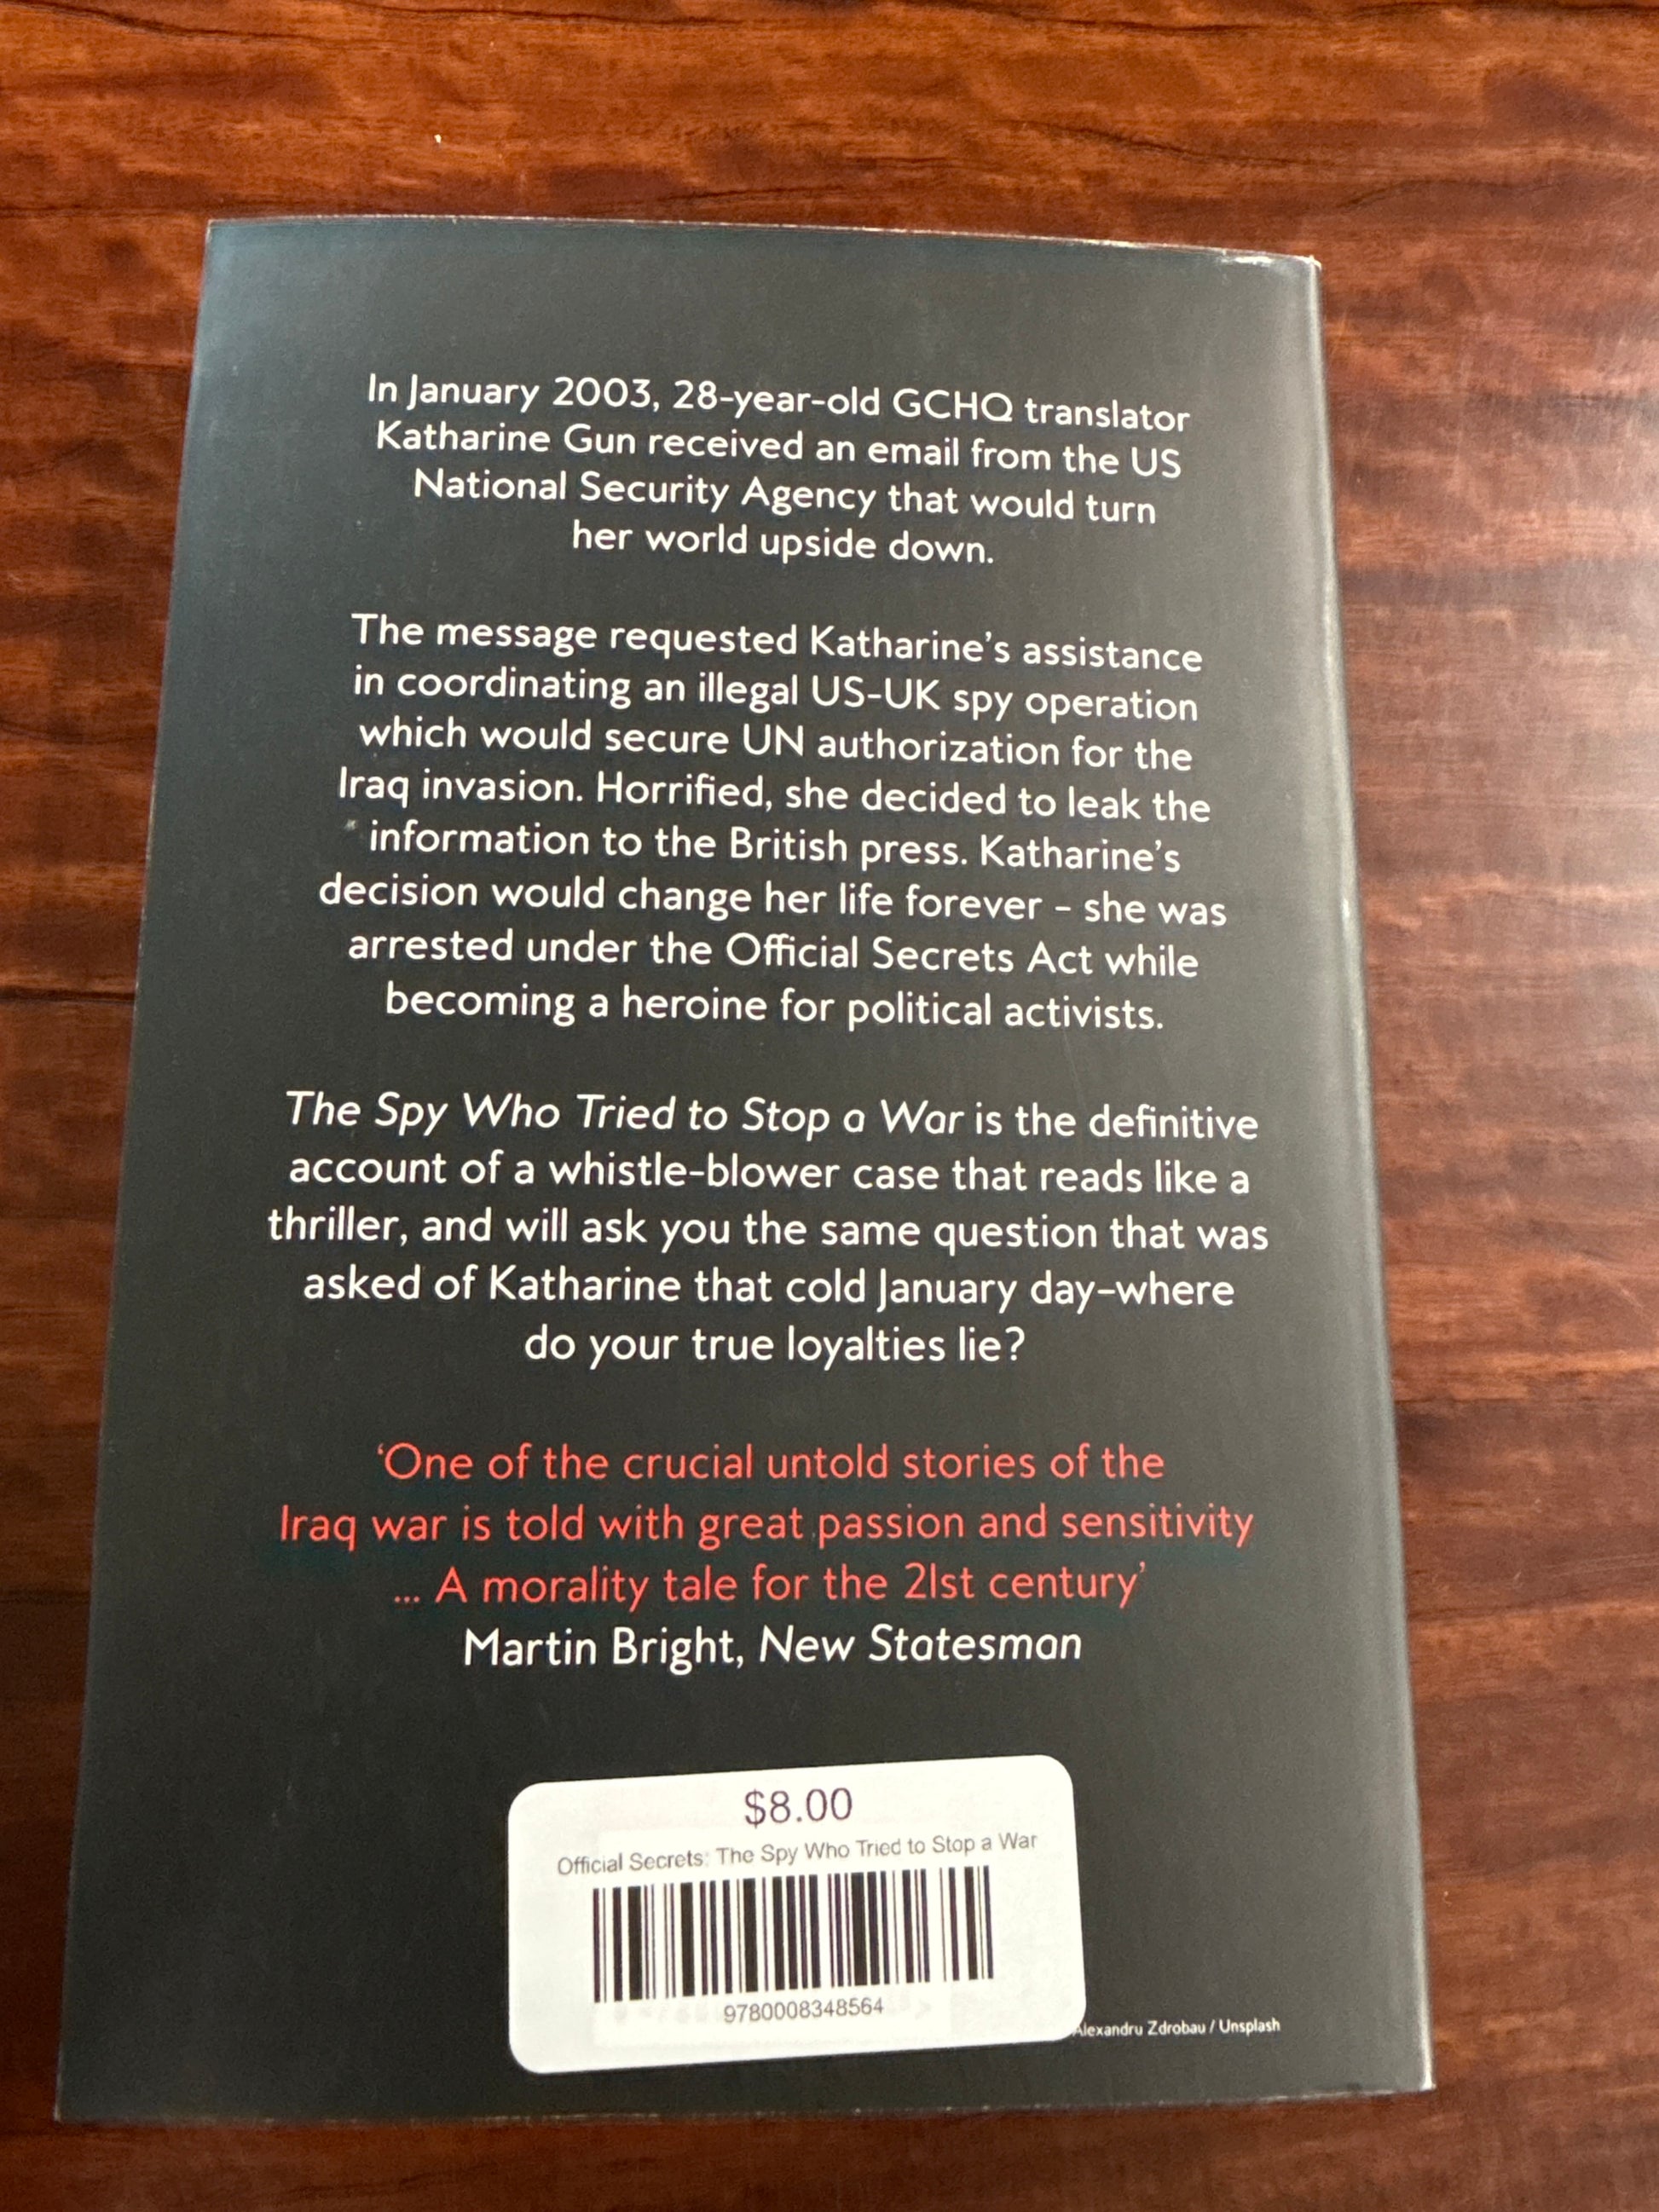 In January 2003, 28-year-old GCHQ translator
Katharine Gun received an email from the US
National Security Agency that would turn
her world upside down.
The message requested Katharine's assistance
in coordinating an illegal US-UK spy operation
which would secure UN authorization for the
Iraq invasion. Horrified, she decided to leak the
information to the British press. Katharine's
decision would change her life forever – she was
arrested under the Official Secrets Act while
becoming a heroine for political activists.
The Spy Who Tried to Stop a War is the definitive
account of a whistle-blower case that reads like a
thriller, and will ask you the same question that was
asked of Katharine that cold January day–where
do your true loyalties lie?
‘One of the crucial untold stories of the
Iraq war is told with great passion and sensitivity
... A morality tale for the 21st century’
Martin Bright, New Statesman
$8.00
Official Secrets: The Spy Who Tried to Stop a War
9780008348564
Alexandru Zdrobau / Unsplash